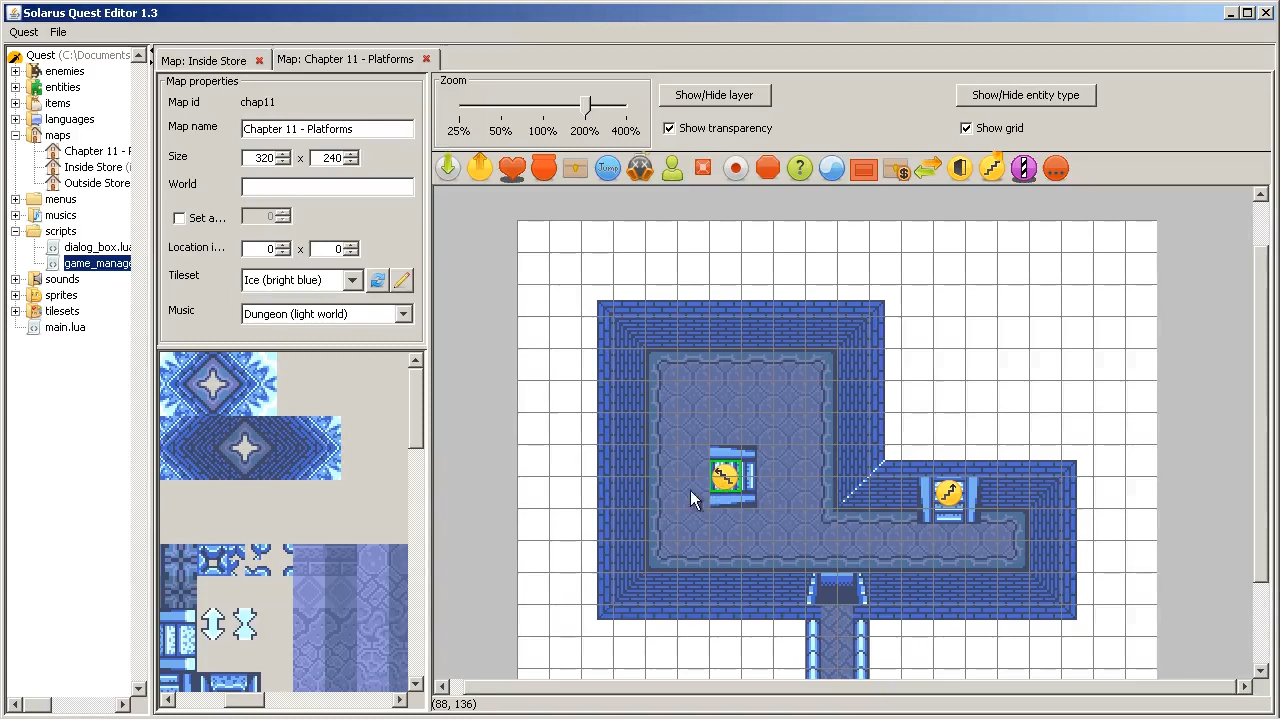 Solarus Quest Editor 1.3
Quest File
Quest (C:\Documents
enemies
entities
items
languages
maps
Chapter 11 - P
Inside Store (i
Outside Store
menus
musics
scripts
dialog_box.lua
game_manage
sounds
sprites
tilesets
main.lua
Map: Inside Store
Map: Chapter 11 - Platforms
Map properties
Map id chap11
Map name Chapter 11 - Platforms
Size 320 x 240
World
Set a... 0
Location i... 0 x 0
Tileset Ice (bright blue)
Music Dungeon (light world)
Zoom
25% 50% 100% 200% 400%
Show/Hide layer
Show transparency
Show/Hide entity type
Show grid
Jump
?
$
(88, 136)